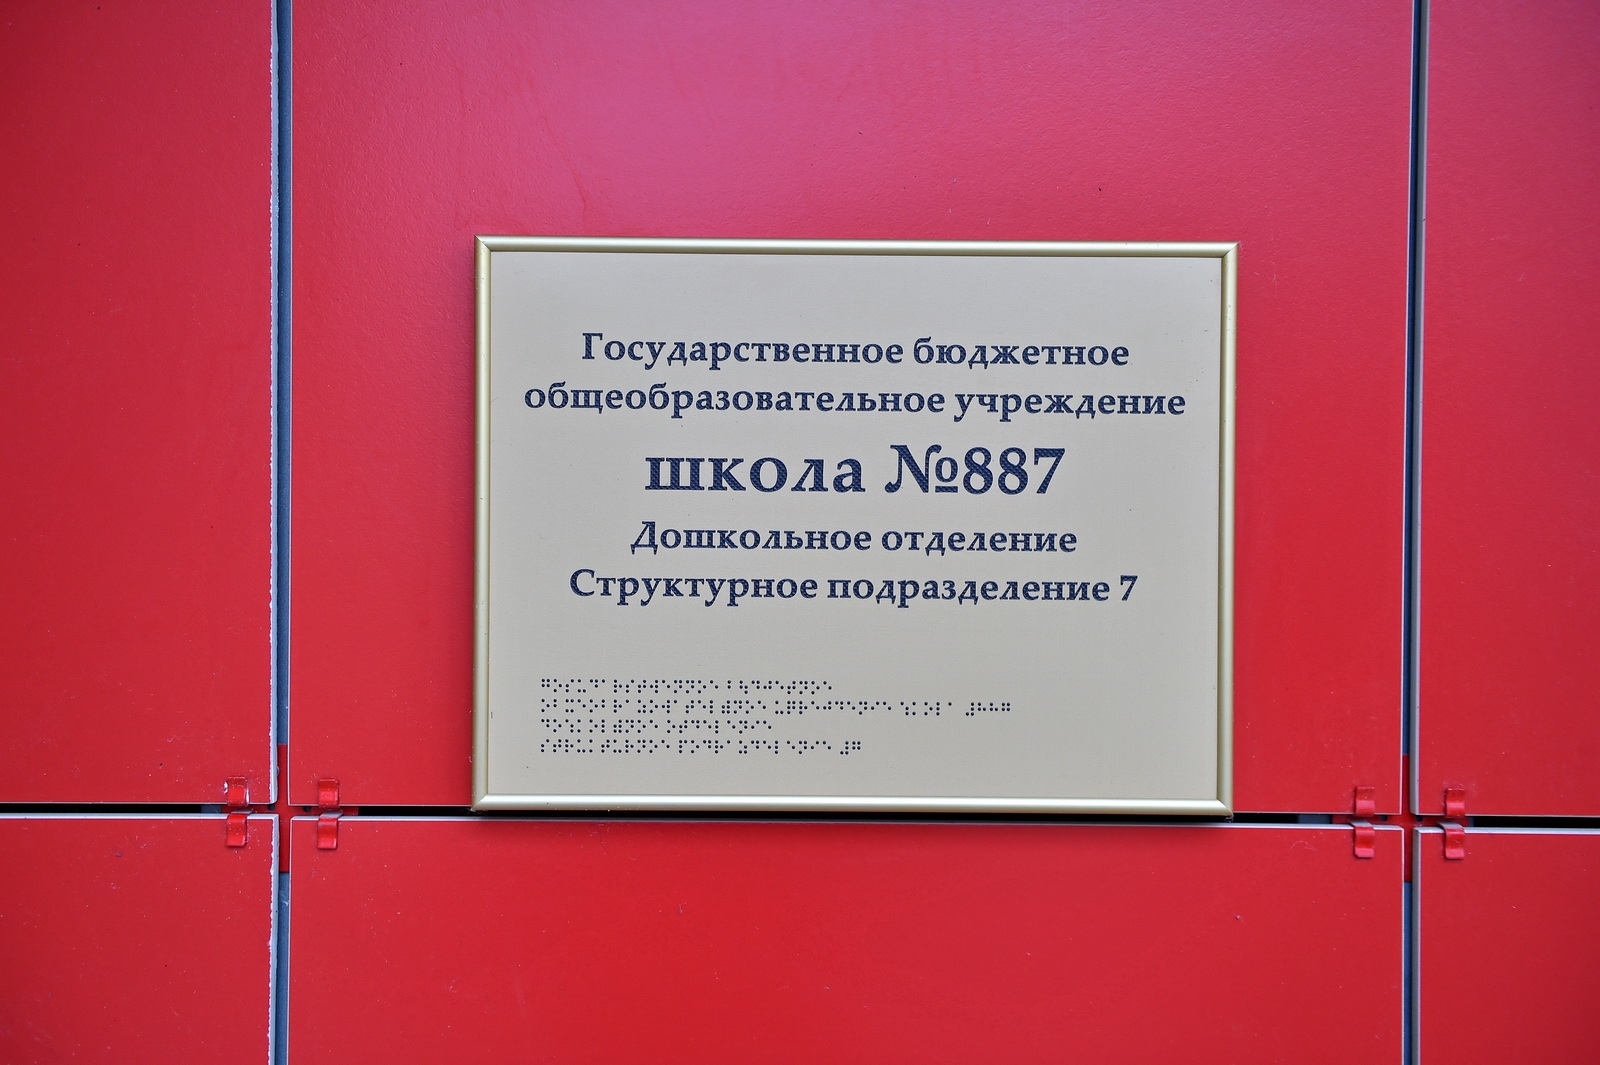 Государственное бюджетное
общеобразовательное учреждение
школа №887
Дошкольное отделение
Структурное подразделение 7